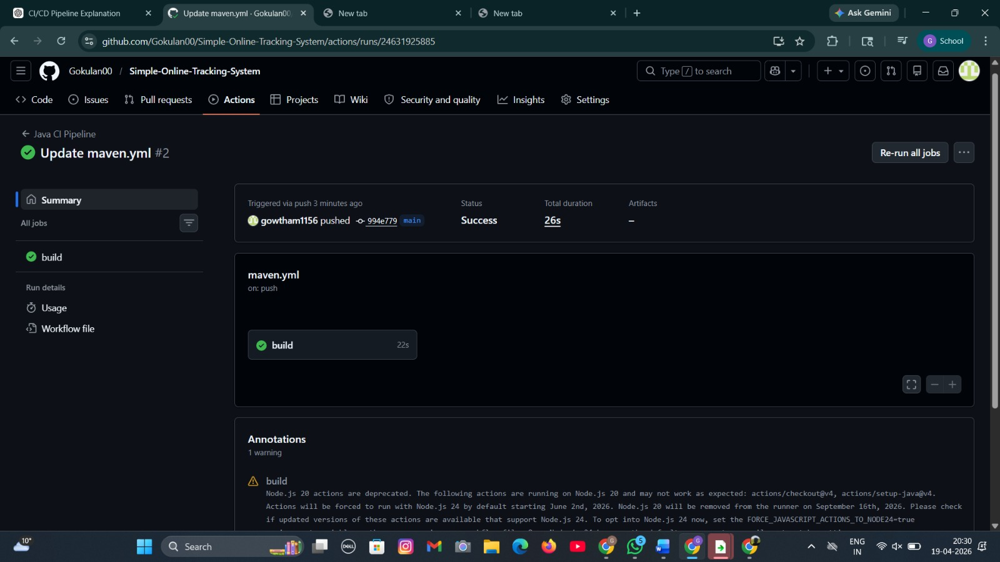 CI/CD Pipeline Explanation
Update maven.yml · Gokulan00
New tab
New tab
Ask Gemini
github.com/Gokulan00/Simple-Online-Tracking-System/actions/runs/24631925885
G School
Gokulan00 / Simple-Online-Tracking-System
Type / to search
Code
Issues
Pull requests
Actions
Projects
Wiki
Security and quality
Insights
Settings
Java CI Pipeline
Update maven.yml #2
Re-run all jobs
Summary
All jobs
build
Run details
Usage
Workflow file
Triggered via push 3 minutes ago
gowtham1156 pushed 994e779 main
Status
Success
Total duration
26s
Artifacts
–
maven.yml
on: push
build 22s
Annotations
1 warning
build
Node.js 20 actions are deprecated. The following actions are running on Node.js 20 and may not work as expected: actions/checkout@v4, actions/setup-java@v4.
Actions will be forced to run with Node.js 24 by default starting June 2nd, 2026. Node.js 20 will be removed from the runner on September 16th, 2026. Please check
if updated versions of these actions are available that support Node.js 24. To opt into Node.js 24 now, set the FORCE_JAVASCRIPT_ACTIONS_TO_NODE24=true
10°
Search
DELL
G
5
G
ENG
IN
20:30
19-04-2026